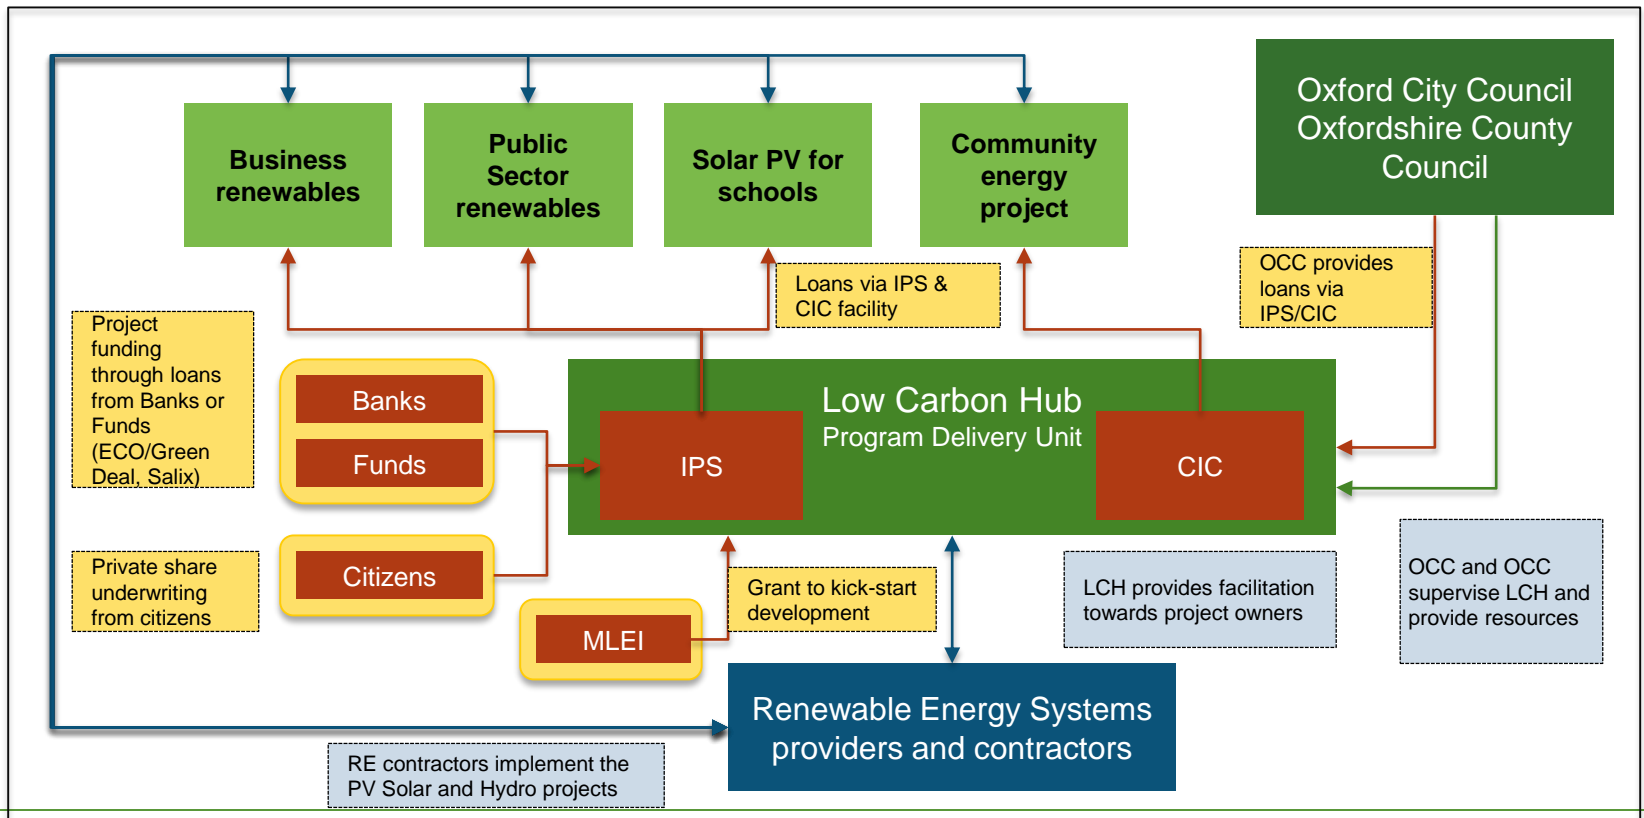 Business
renewables
Public
Sector
renewables
Solar PV for
schools
Community
energy
project
Oxford City Council
Oxfordshire County
Council
Loans via IPS &
CIC facility
OCC provides
loans via
IPS/CIC
Project
funding
through loans
from Banks or
Funds
(ECO/Green
Deal, Salix)
Banks
Funds
Low Carbon Hub
Program Delivery Unit
IPS
CIC
Private share
underwriting
from citizens
Citizens
MLEI
Grant to kick-start
development
LCH provides facilitation
towards project owners
OCC and OCC
supervise LCH and
provide resources
Renewable Energy Systems
providers and contractors
RE contractors implement the
PV Solar and Hydro projects